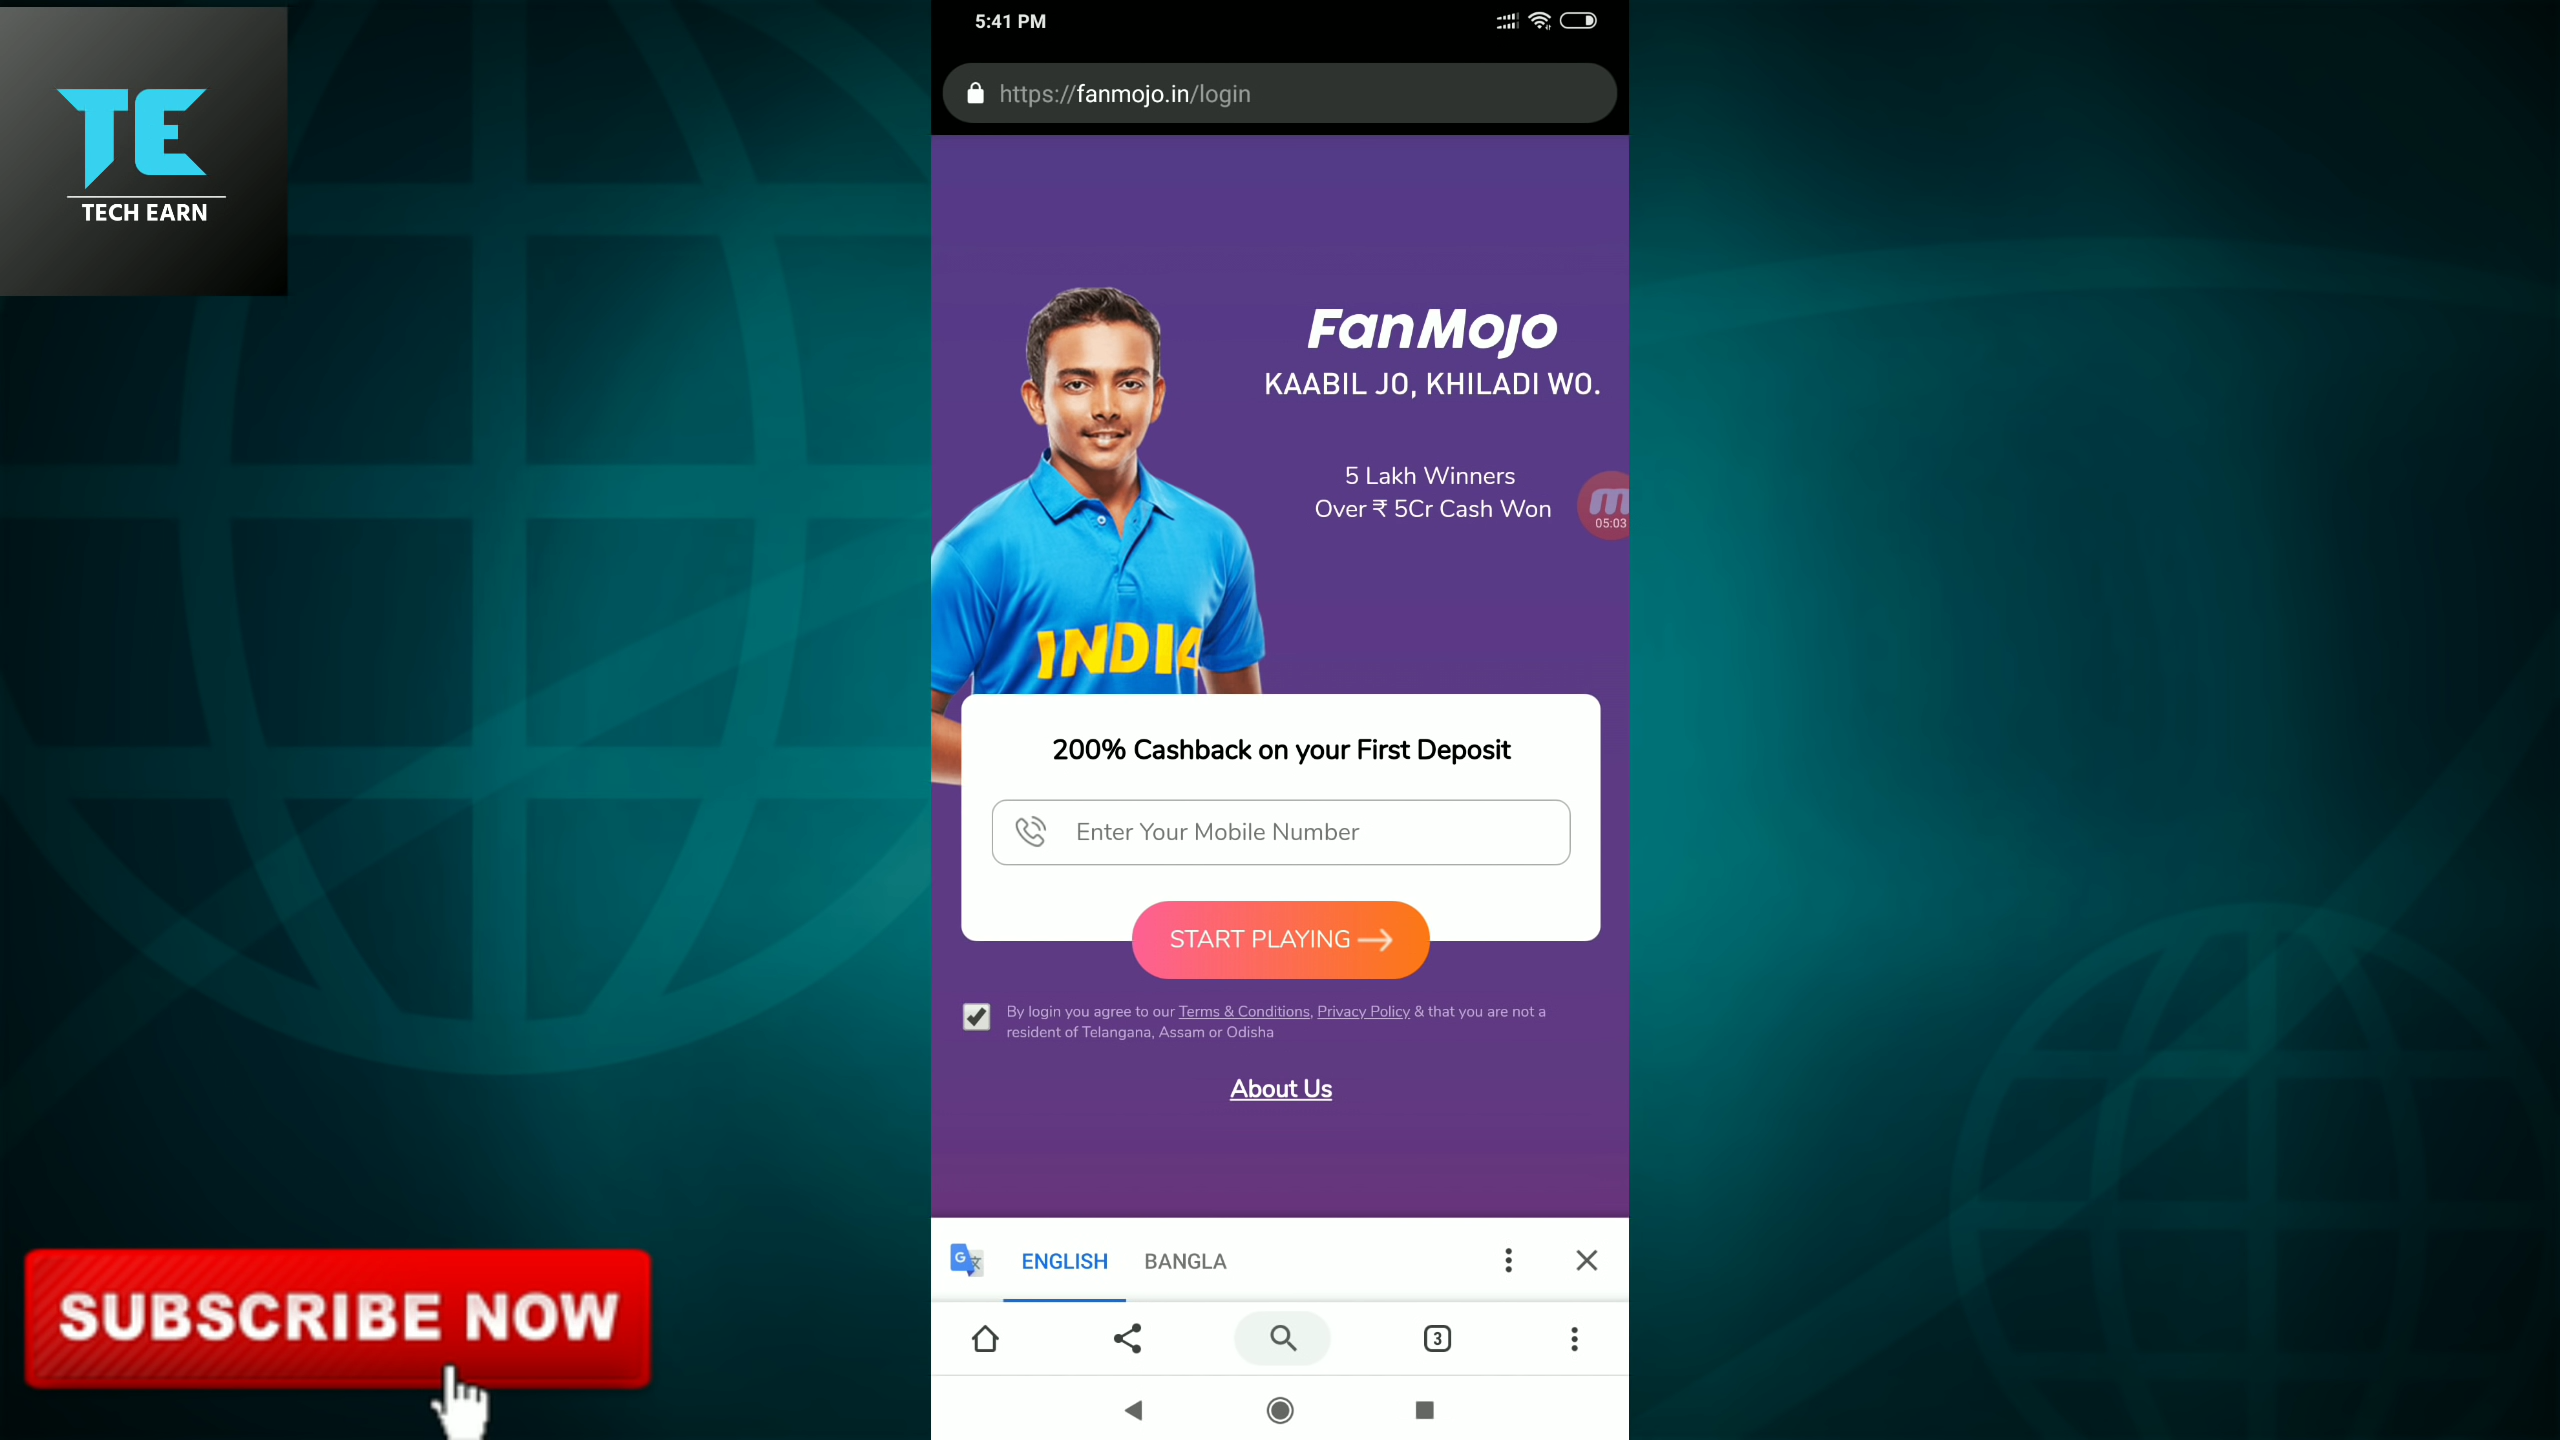 TE
TECH EARN
5:41 PM
https://fanmojo.in/login
FanMojo
KAABIL JO, KHILADI WO.
5 Lakh Winners
Over ₹ 5Cr Cash Won
05:03
INDIA
200% Cashback on your First Deposit
Enter Your Mobile Number
START PLAYING
By login you agree to our Terms & Conditions, Privacy Policy & that you are not a
resident of Telangana, Assam or Odisha
About Us
ENGLISH BANGLA
3
SUBSCRIBE NOW